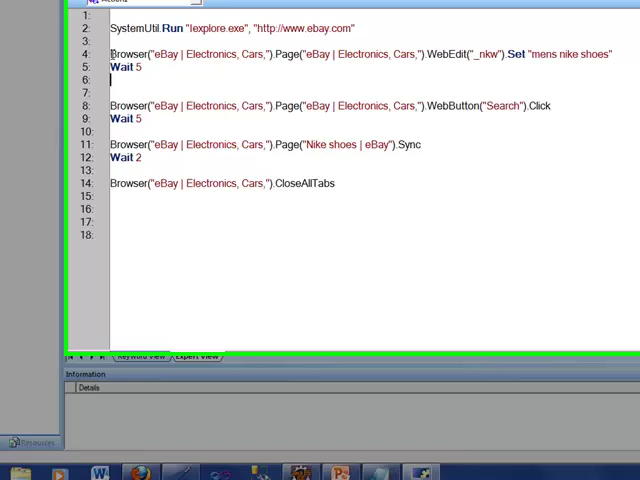 1:
2: SystemUtil.Run "Iexplore.exe", "http://www.ebay.com"
3:
4: Browser("eBay | Electronics, Cars,").Page("eBay | Electronics, Cars,").WebEdit("_nkw").Set "mens nike shoes"
5: Wait 5
6:
7:
8: Browser("eBay | Electronics, Cars,").Page("eBay | Electronics, Cars,").WebButton("Search").Click
9: Wait 5
10:
11: Browser("eBay | Electronics, Cars,").Page("Nike shoes | eBay").Sync
12: Wait 2
13:
14: Browser("eBay | Electronics, Cars,").CloseAllTabs
15:
16:
17:
18:
Keyword View Expert View
Information
Details
Resources